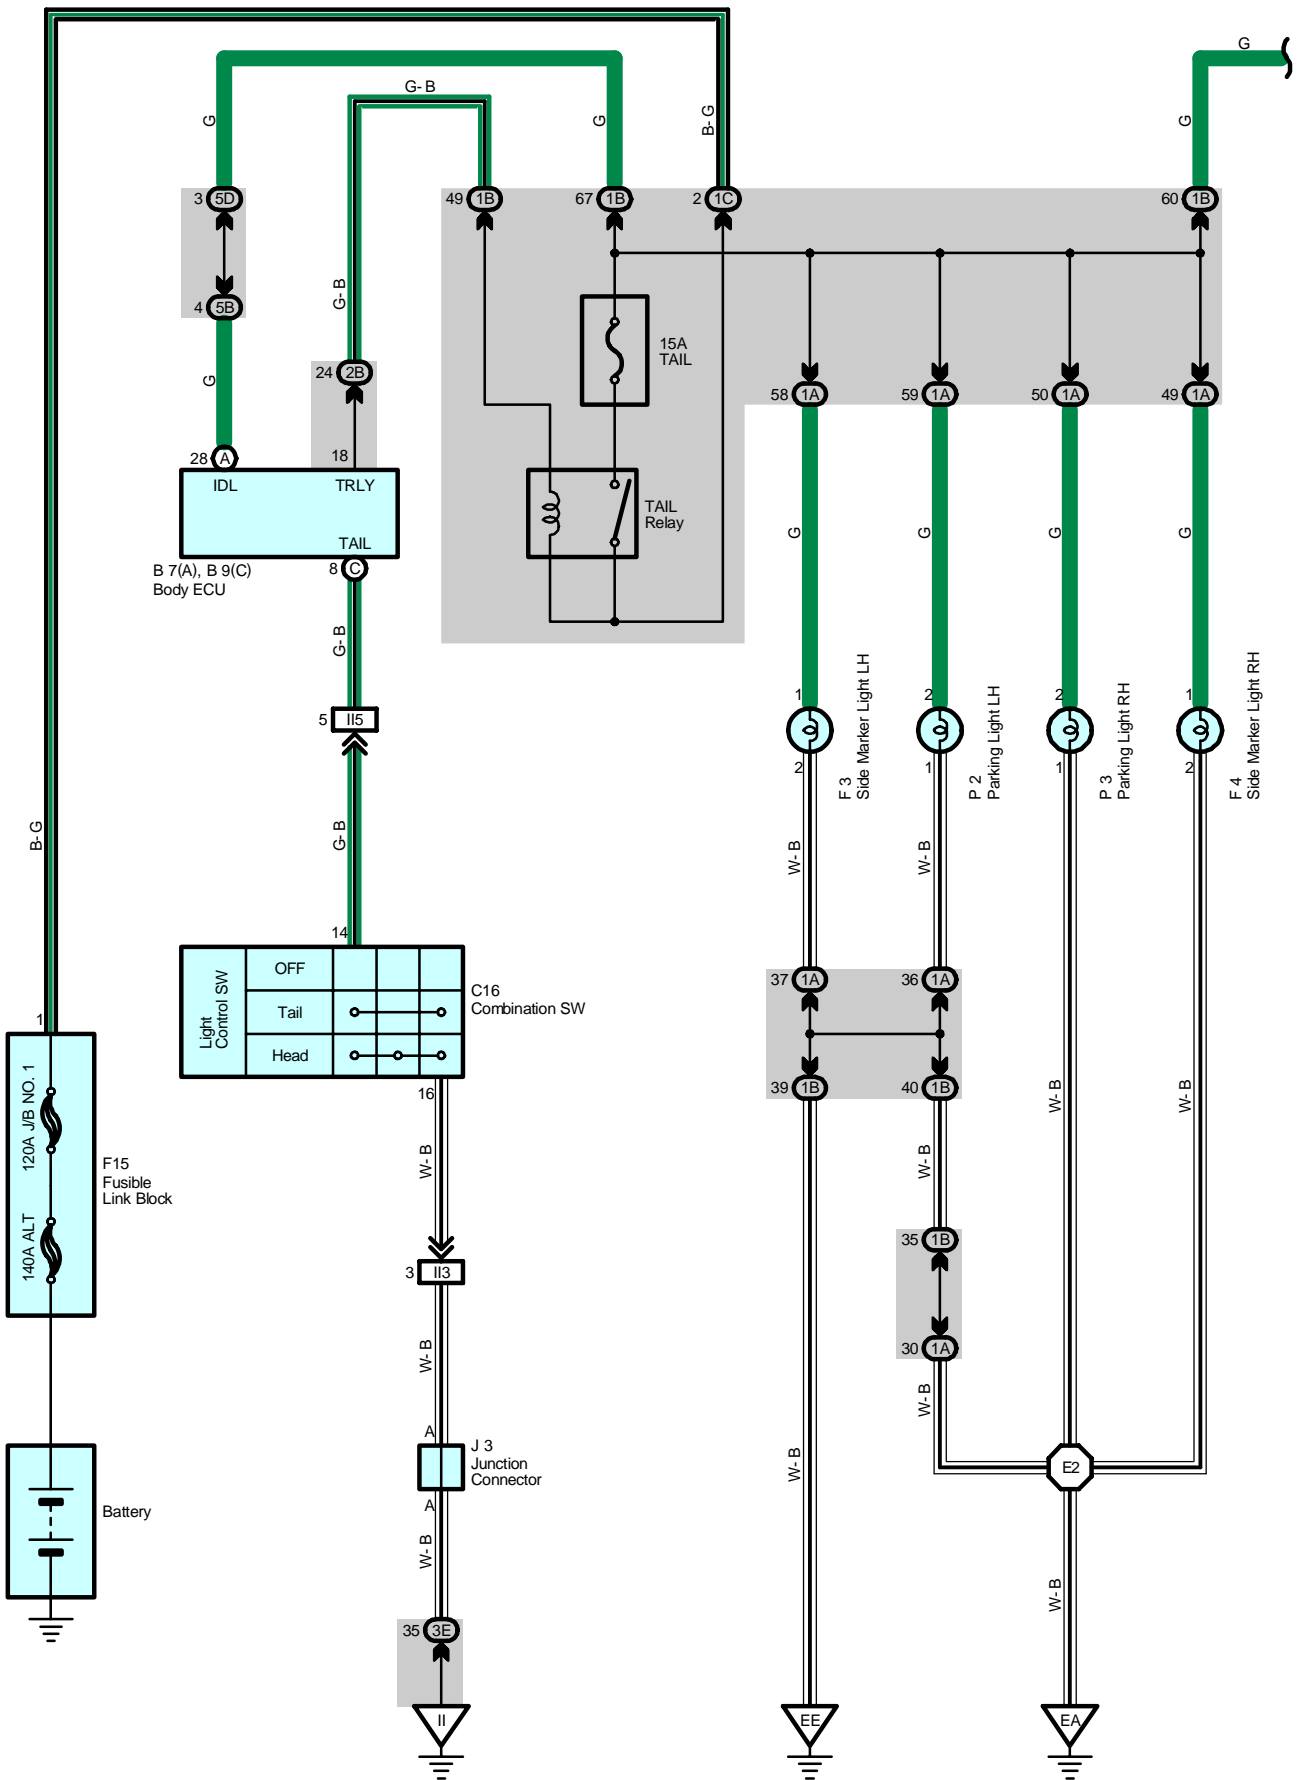 G
G- B
G
G
B- G
G
3 5D
49 1B
67 1B
2 1C
60 1B
4 5B
G- B
15A
TAIL
G
24 2B
58 1A
59 1A
50 1A
49 1A
28 A
18
IDL
TRLY
TAIL
B 7(A), B 9(C)
Body ECU
8 C
TAIL
Relay
G
G
G
G
G- B
5 II5
1
2
2
1
2
1
1
2
F 3
Side Marker Light LH
P 2
Parking Light LH
P 3
Parking Light RH
F 4
Side Marker Light RH
B- G
G- B
W- B
W- B
14
Light
Control SW
OFF
Tail
Head
C16
Combination SW
16
37 1A
36 1A
39 1B
40 1B
1
120A J/B NO. 1
140A ALT
F15
Fusible
Link Block
W- B
W- B
W- B
W- B
3 II3
35 1B
30 1A
W- B
W- B
A
J 3
Junction
Connector
A
W- B
E2
Battery
W- B
W- B
35 3E
II
EE
EA